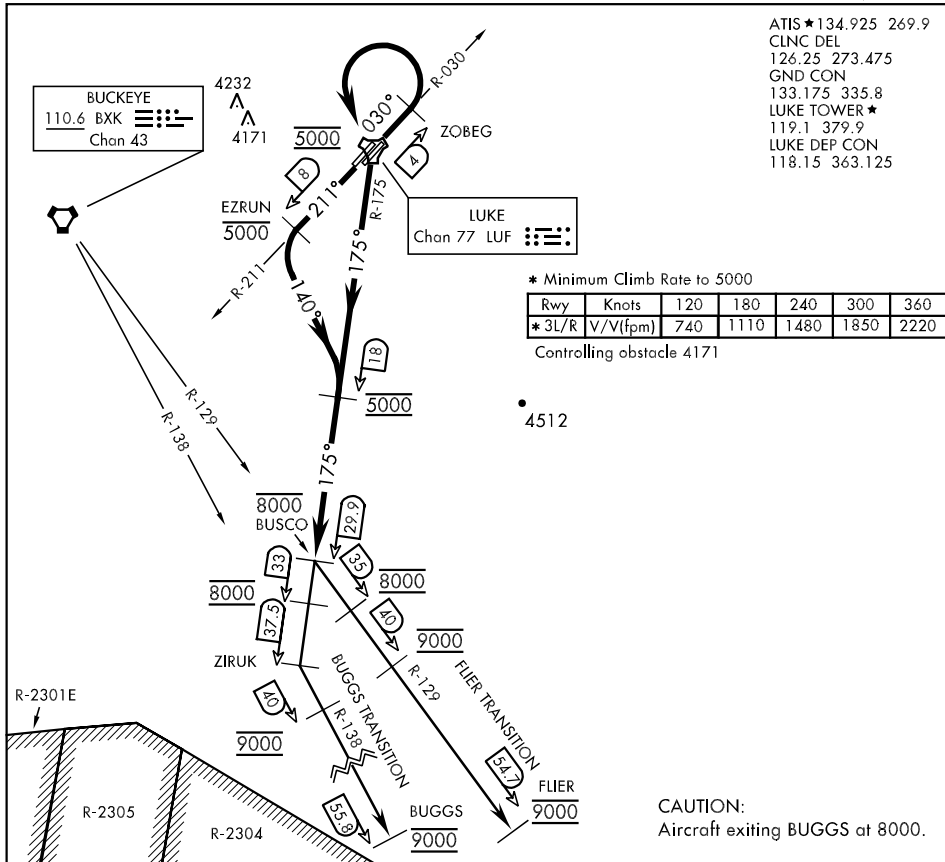 ATIS ★ 134.925 269.9
CLNC DEL
126.25 273.475
GND CON
133.175 335.8
LUKE TOWER ★
119.1 379.9
LUKE DEP CON
118.15 363.125
BUCKEYE
110.6 BXK
Chan 43
4232
4171
R-030
030°
ZOBEG
4
5000
8
211°
EZRUN
5000
R-211
R-175
LUKE
Chan 77 LUF
175°
140°
* Minimum Climb Rate to 5000
Rwy Knots 120 180 240 300 360
* 3L/R V/V(fpm) 740 1110 1480 1850 2220
Controlling obstacle 4171
18
5000
4512
R-129
R-138
175°
8000
BUSCO
29.9
33
35
8000
8000
37.5
40
9000
ZIRUK
BUGGS TRANSITION
R-129
FLIER TRANSITION
40
R-138
9000
R-2301E
R-2305
R-2304
54.7
FLIER
9000
55.8
BUGGS
9000
CAUTION:
Aircraft exiting BUGGS at 8000.